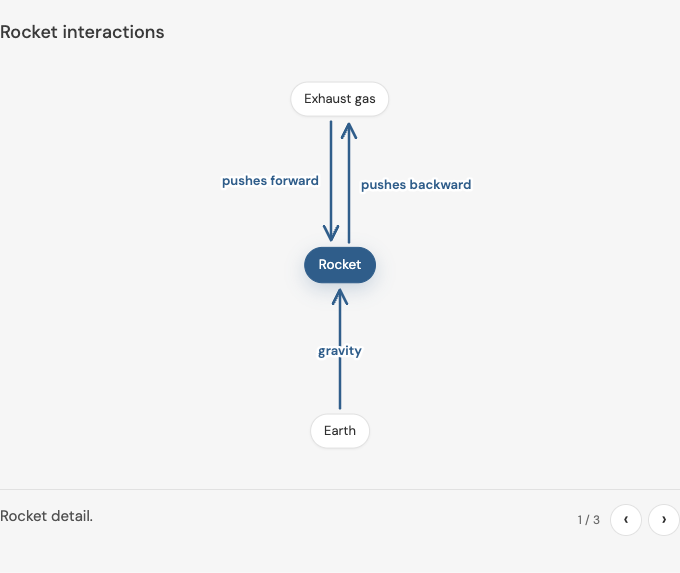 Rocket interactions
Exhaust gas
pushes forward
pushes backward
Rocket
gravity
Earth
Rocket detail.
1 / 3
‹ ›